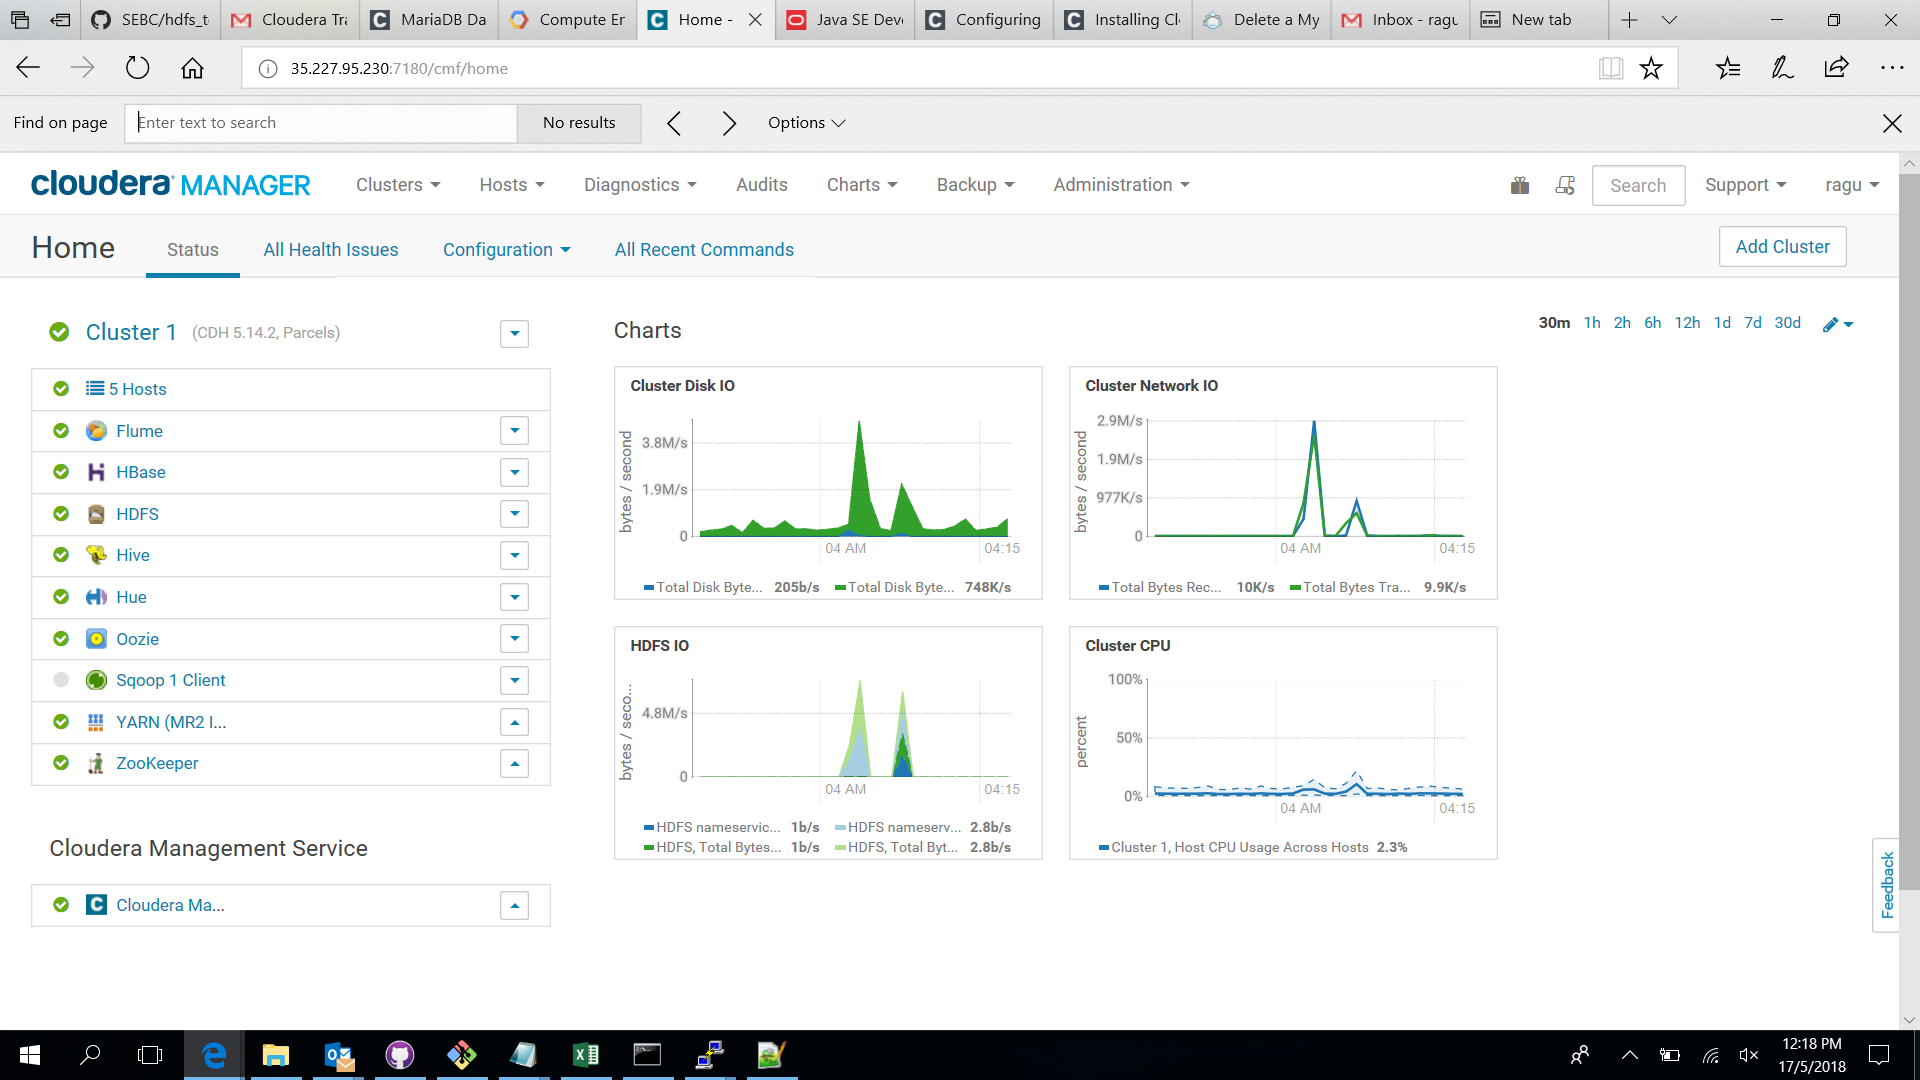 SEBC/hdfs_t
Cloudera Tra
MariaDB Da
Compute En
Home -
Java SE Deve
Configuring
Installing Cl
Delete a My
Inbox - ragu
New tab
35.227.95.230:7180/cmf/home
Find on page
Enter text to search
No results
Options
cloudera MANAGER
Clusters
Hosts
Diagnostics
Audits
Charts
Backup
Administration
Search
Support
ragu
Home
Status
All Health Issues
Configuration
All Recent Commands
Add Cluster
Cluster 1 (CDH 5.14.2, Parcels)
5 Hosts
Flume
HBase
HDFS
Hive
Hue
Oozie
Sqoop 1 Client
YARN (MR2 I...
ZooKeeper
Cloudera Management Service
Cloudera Ma...
Charts
30m 1h 2h 6h 12h 1d 7d 30d
Cluster Disk IO
bytes / second
3.8M/s
1.9M/s
0
04 AM
04:15
Total Disk Byte... 205b/s
Total Disk Byte... 748K/s
Cluster Network IO
bytes / second
2.9M/s
1.9M/s
977K/s
0
04 AM
04:15
Total Bytes Rec... 10K/s
Total Bytes Tra... 9.9K/s
HDFS IO
bytes / seco...
4.8M/s
0
04 AM
04:15
HDFS nameservic... 1b/s
HDFS nameserv... 2.8b/s
HDFS, Total Bytes... 1b/s
HDFS, Total Byt... 2.8b/s
Cluster CPU
percent
100%
50%
0%
04 AM
04:15
Cluster 1, Host CPU Usage Across Hosts 2.3%
Feedback
12:18 PM
17/5/2018